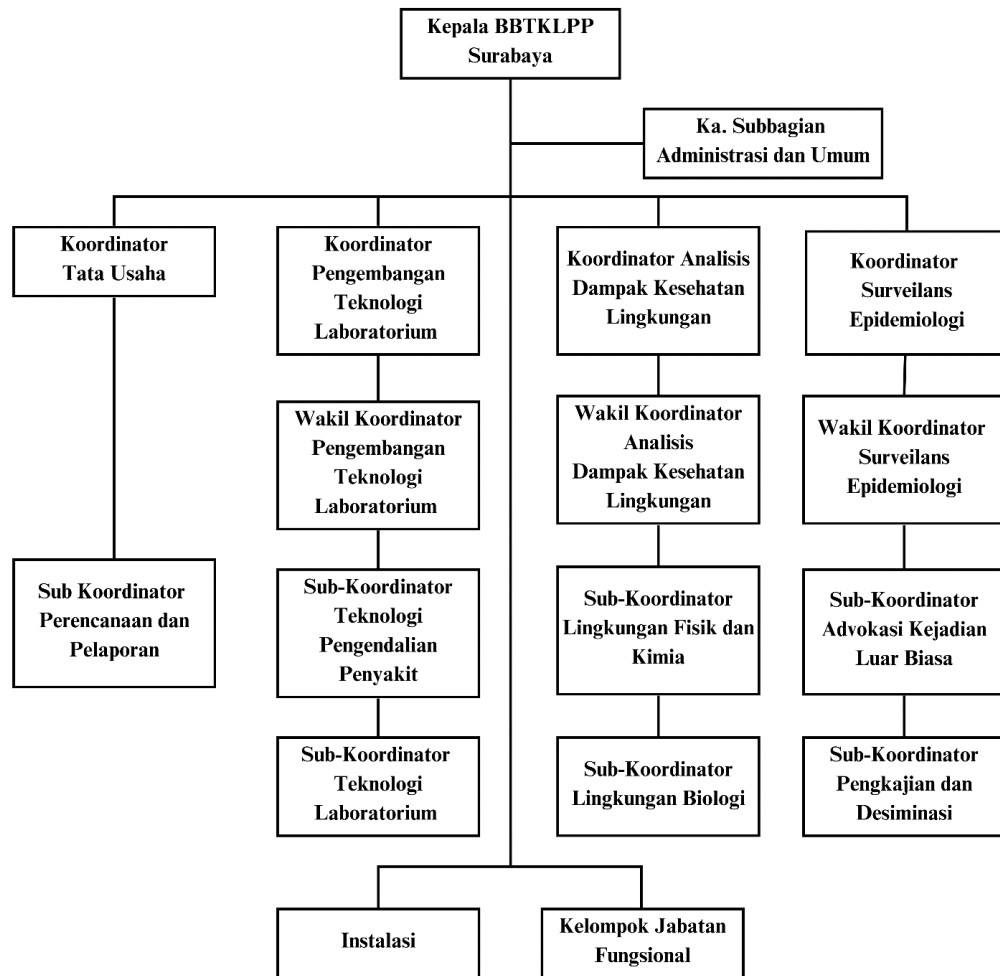 Kepala BBTKLPP
Surabaya
Ka. Subbagian
Administrasi dan Umum
Koordinator
Tata Usaha
Koordinator
Pengembangan
Teknologi
Laboratorium
Koordinator Analisis
Dampak Kesehatan
Lingkungan
Koordinator
Surveilans
Epidemiologi
Wakil Koordinator
Pengembangan
Teknologi
Laboratorium
Wakil Koordinator
Analisis
Dampak Kesehatan
Lingkungan
Wakil Koordinator
Surveilans
Epidemiologi
Sub Koordinator
Perencanaan dan
Pelaporan
Sub-Koordinator
Teknologi
Pengendalian
Penyakit
Sub-Koordinator
Lingkungan Fisik dan
Kimia
Sub-Koordinator
Advokasi Kejadian
Luar Biasa
Sub-Koordinator
Teknologi
Laboratorium
Sub-Koordinator
Lingkungan Biologi
Sub-Koordinator
Pengkajian dan
Desiminasi
Instalasi
Kelompok Jabatan
Fungsional